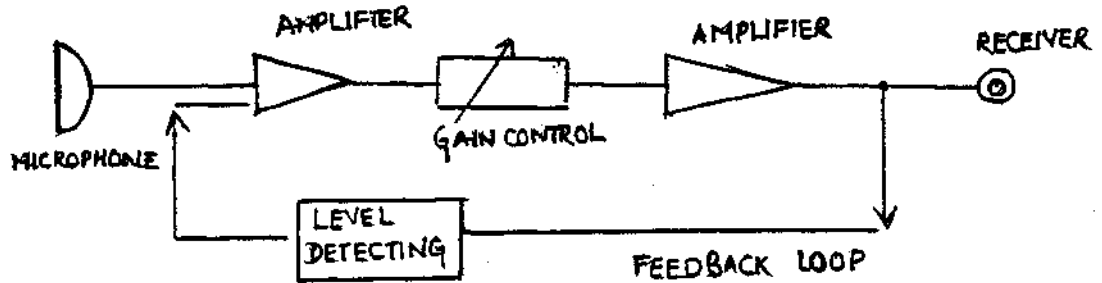 AMPLIFIER
AMPLIFIER
RECEIVER
GAIN CONTROL
MICROPHONE
LEVEL
DETECTING
FEEDBACK LOOP